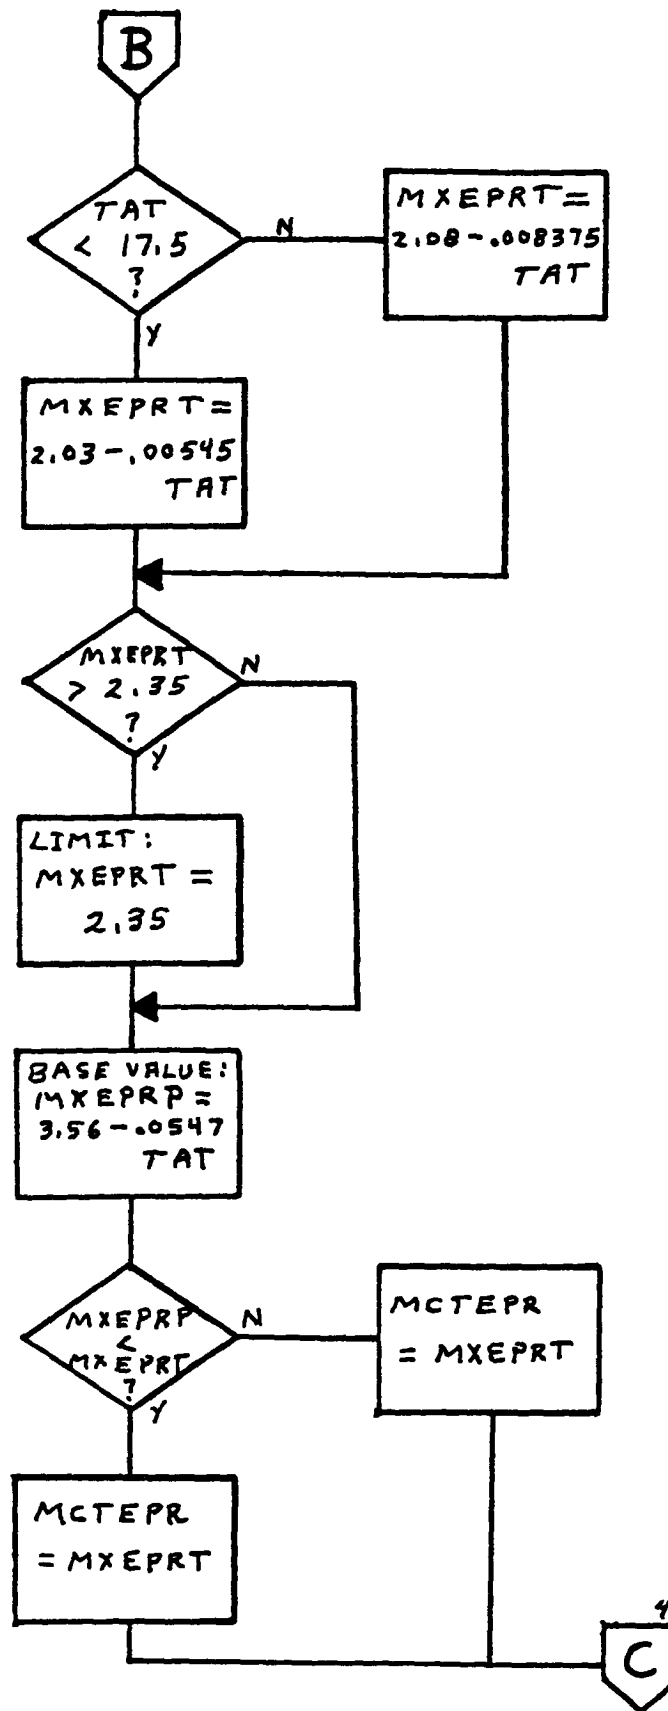 B
TAT
< 17.5
?
N
Y
MXEPRT=
2.08-.008375
TAT
MXEPRT=
2.03-.00545
TAT
MXEPRT
> 2.35
?
N
Y
LIMIT:
MXEPRT =
2.35
BASE VALUE:
MXEPRP =
3.56-.0547
TAT
MXEPRP
<
MXEPRT
?
N
Y
MCTEPR
= MXEPRT
MCTEPR
= MXEPRT
4
C